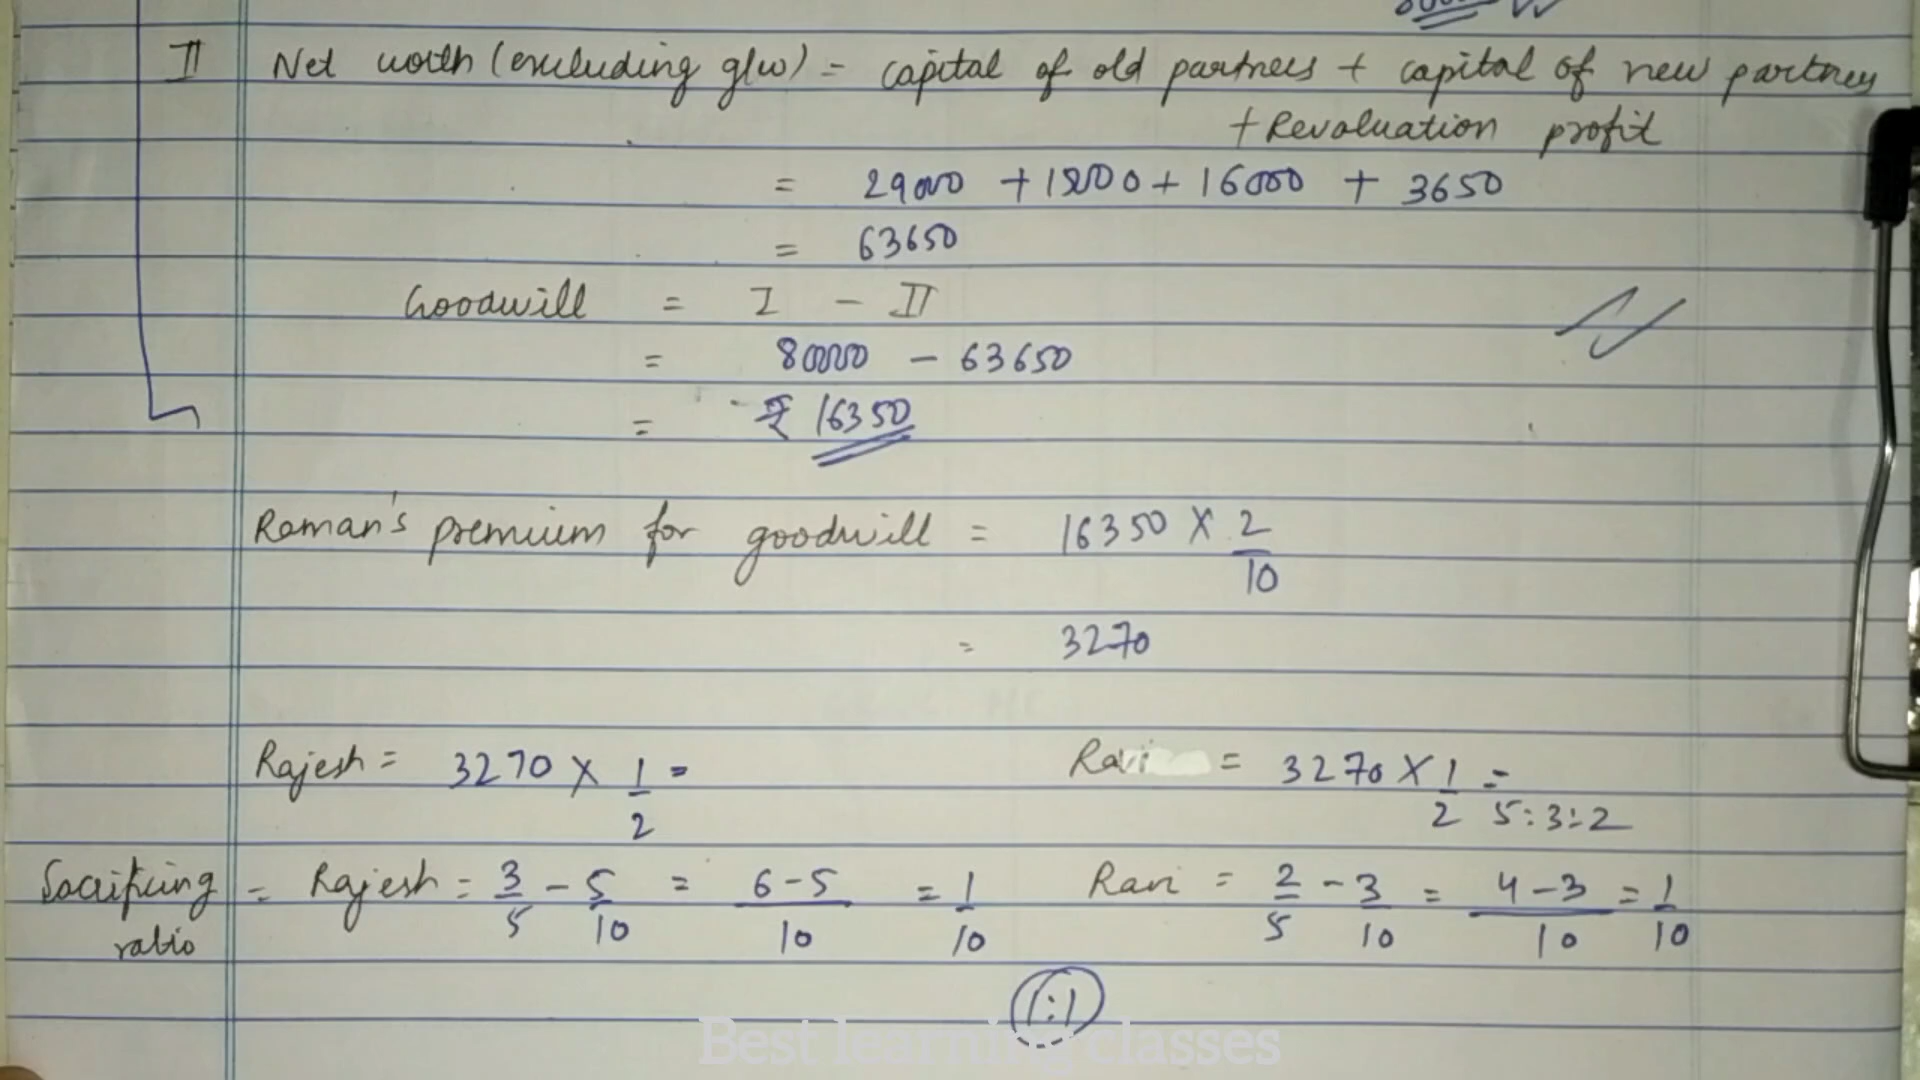 II Net worth (excluding g/w) = capital of old partners + capital of new partners
+ Revaluation profit
= 29000 + 15000 + 16000 + 3650
= 63650
Goodwill = I - II
= 80000 - 63650
= ₹ 16350
Raman's premium for goodwill = 16350 X 2/10
= 3270
Rajesh = 3270 X 1/2 = Ravi = 3270 X 1/2 =
5:3:2
Sacrificing ratio = Rajesh = 3/5 - 5/10 = 6-5/10 = 1/10 Ravi = 2/5 - 3/10 = 4-3/10 = 1/10
1:1
Best learning classes